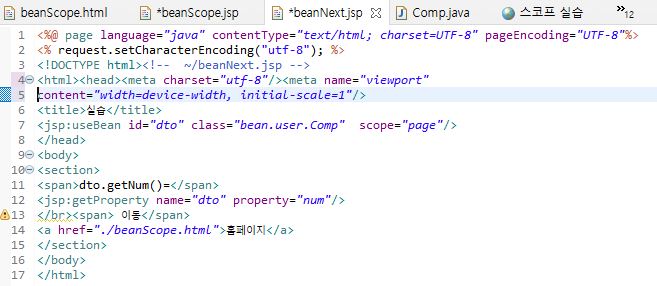 beanScope.html *beanScope.jsp *beanNext.jsp Comp.java 스코프 실습 »12
1 <%@ page language="java" contentType="text/html; charset=UTF-8" pageEncoding="UTF-8"%>
2 <% request.setCharacterEncoding("utf-8"); %>
3 <!DOCTYPE html><!-- ~/beanNext.jsp -->
4 <html><head><meta charset="utf-8"/><meta name="viewport"
5 content="width=device-width, initial-scale=1"/>
6 <title>실습</title>
7 <jsp:useBean id="dto" class="bean.user.Comp"  scope="page"/>
8 </head>
9 <body>
10 <section>
11 <span>dto.getNum()=</span>
12 <jsp:getProperty name="dto" property="num"/>
13 </br><span> 이동</span>
14 <a href="./beanScope.html">홈페이지</a>
15 </section>
16 </body>
17 </html>